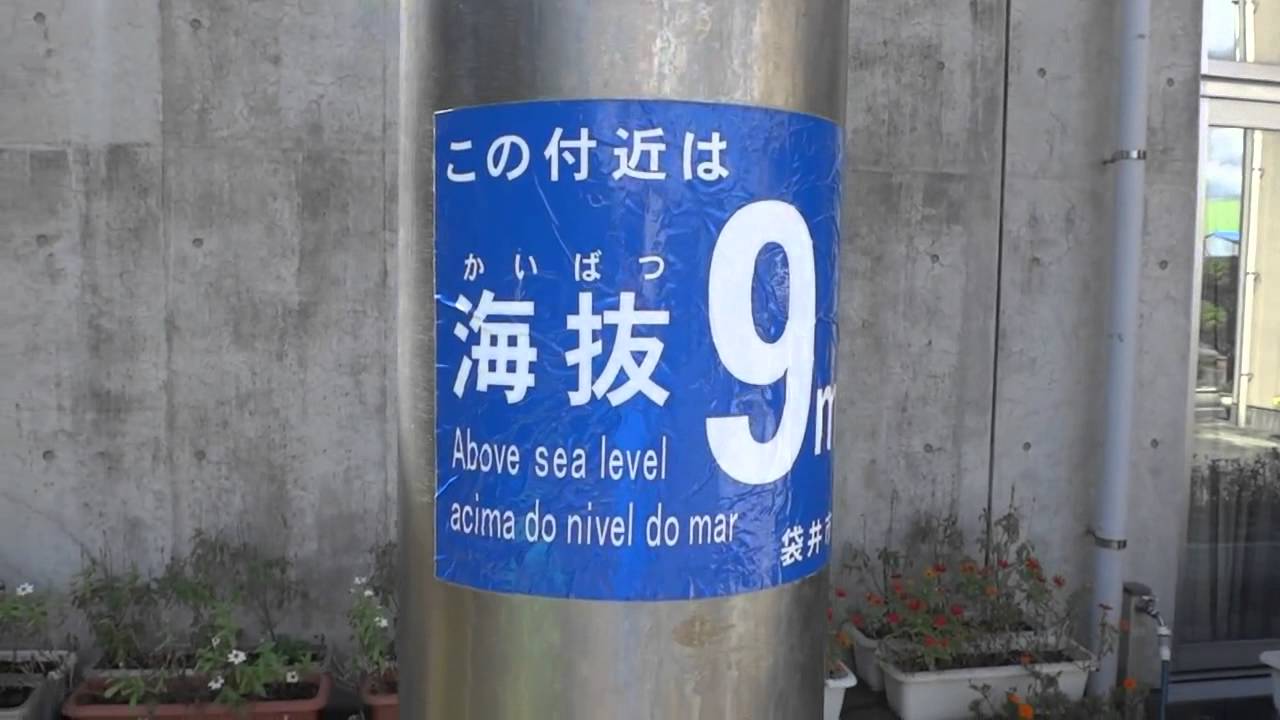 この付近は
かいばつ
海抜 9m
Above sea level
acima do nivel do mar
袋井市